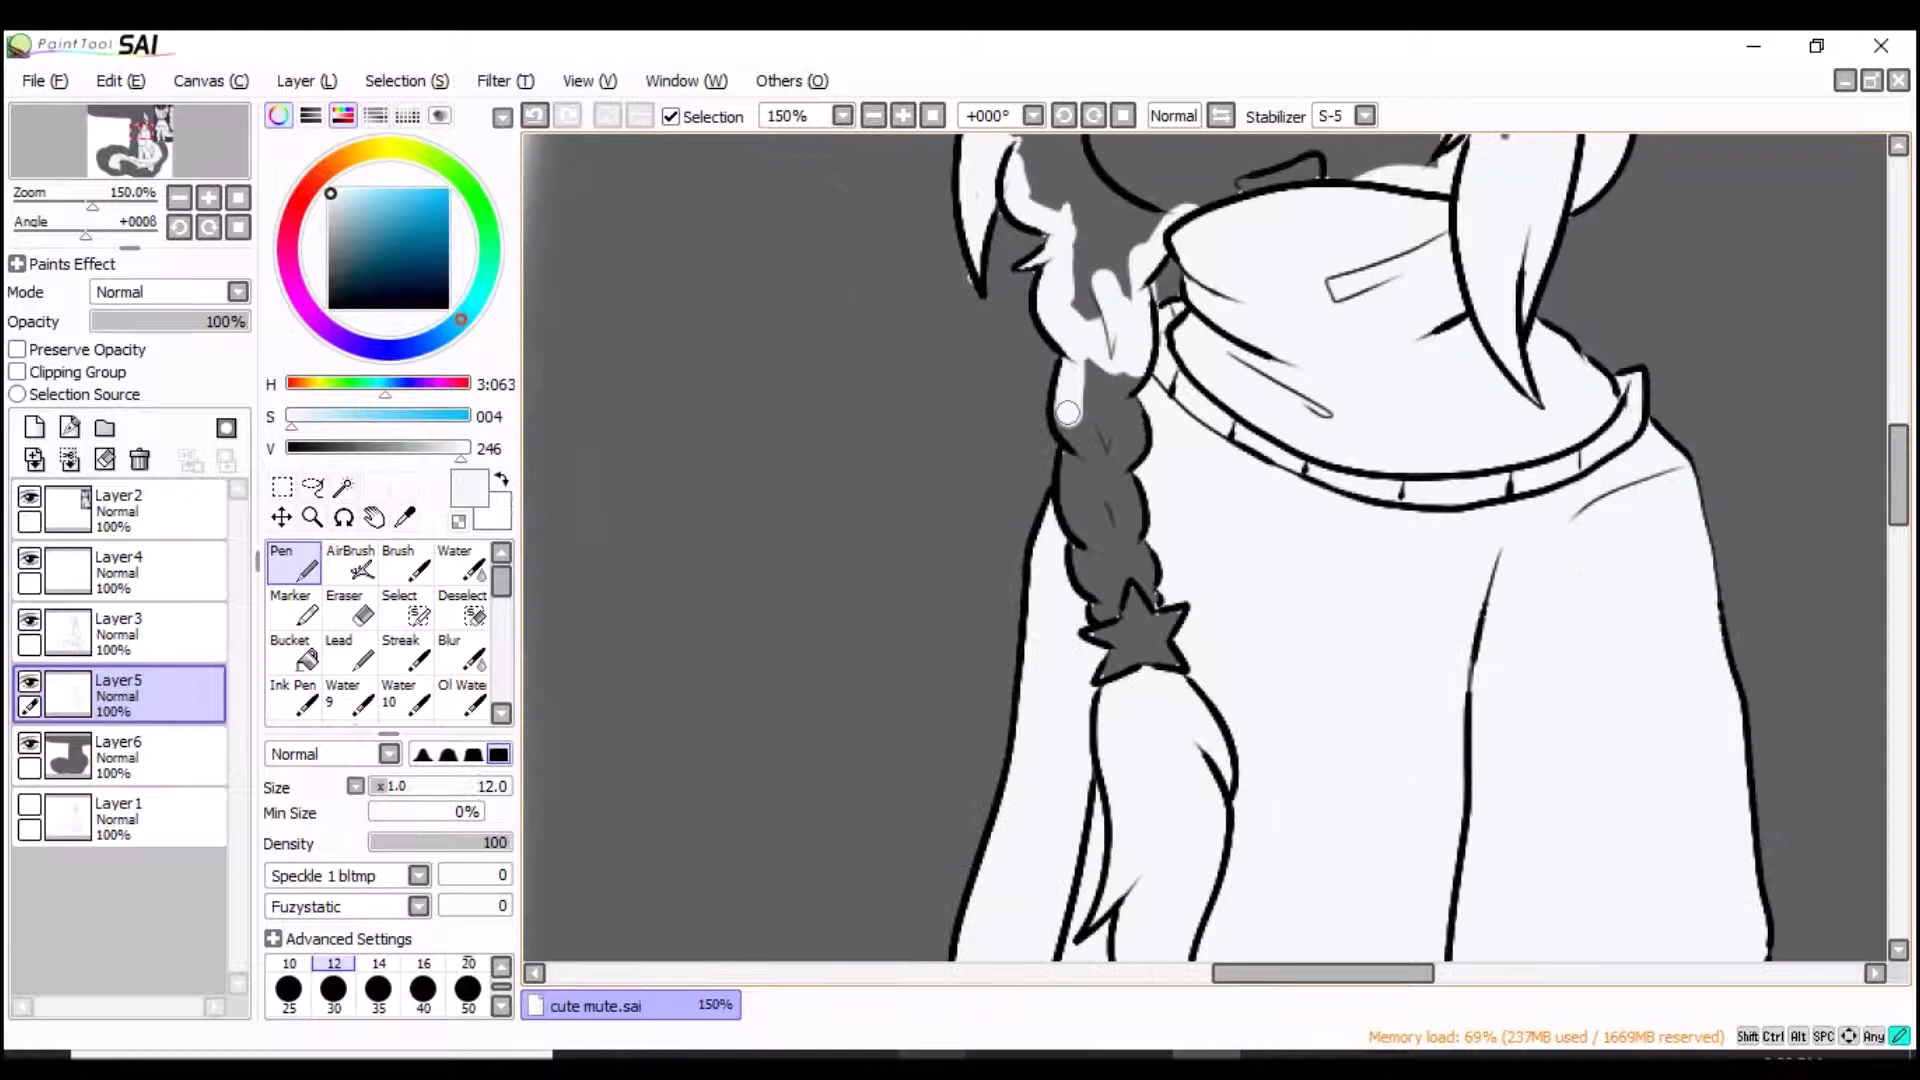 PaintTool SAI
File (F) Edit (E) Canvas (C) Layer (L) Selection (S) Filter (T) View (V) Window (W) Others (O)
Selection 150% +000° Normal Stabilizer S-5
Zoom 150.0%
Angle +000ß
Paints Effect
Mode Normal
Opacity 100%
Preserve Opacity
Clipping Group
Selection Source
Layer2
Normal
100%
Layer4
Normal
100%
Layer3
Normal
100%
Layer5
Normal
100%
Layer6
Normal
100%
Layer1
Normal
100%
H 3:063
S 004
V 246
Pen AirBrush Brush Water
Marker Eraser Select Deselect
Bucket Lead Streak Blur
Ink Pen Water 9 Water 10 Ol Wate
Normal
Size x1.0 12.0
Min Size 0%
Density 100
Speckle 1 bltmp 0
Fuzystatic 0
Advanced Settings
10 12 14 16 20
25 30 35 40 50
cute mute.sai 150%
Memory load: 69% (237MB used / 1669MB reserved) Shift Ctrl Alt SPC Any